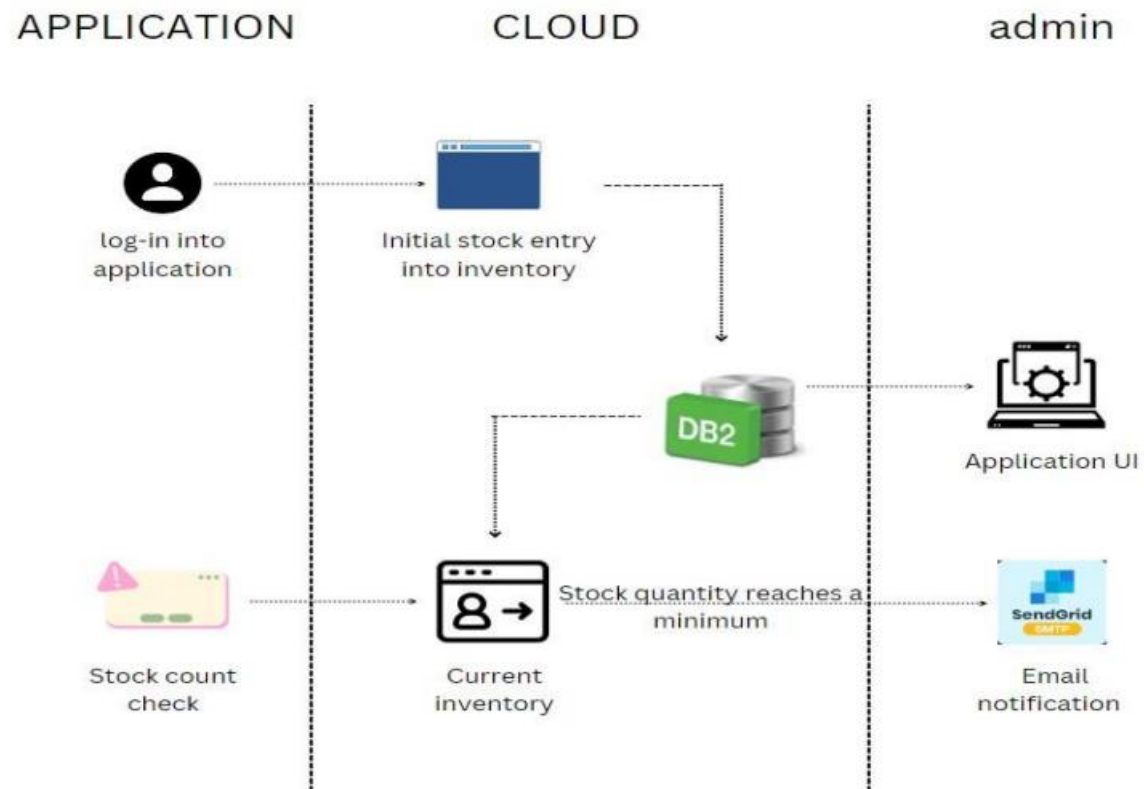 APPLICATION
CLOUD
admin
log-in into
application
Initial stock entry
into inventory
DB2
Application UI
Stock quantity reaches a
minimum
SendGrid
SMTP
Stock count
check
Current
inventory
Email
notification